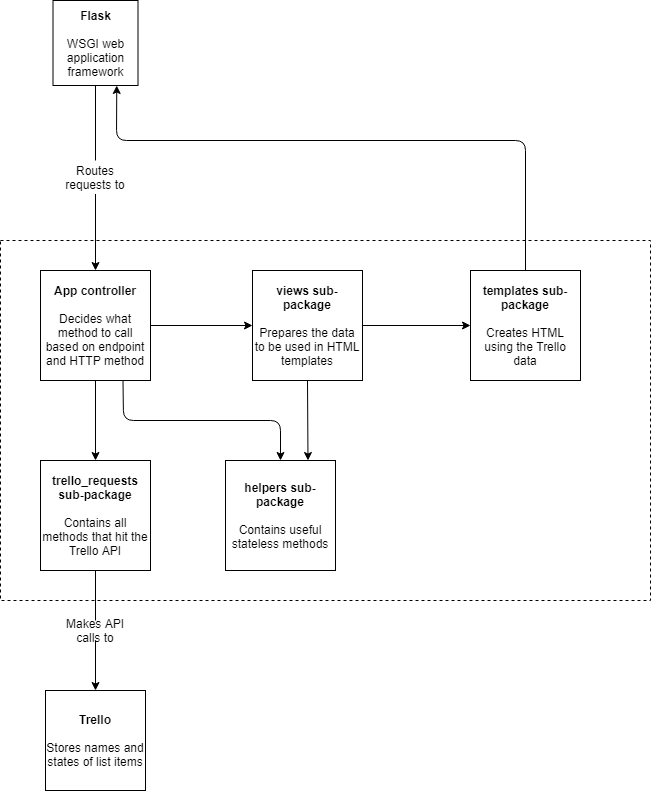 Flask
WSGI web
application
framework
Routes
requests to
App controller
Decides what
method to call
based on endpoint
and HTTP method
views sub-
package
Prepares the data
to be used in HTML
templates
templates sub-
package
Creates HTML
using the Trello
data
trello_requests
sub-package
Contains all
methods that hit the
Trello API
helpers sub-
package
Contains useful
stateless methods
Makes API
calls to
Trello
Stores names and
states of list items